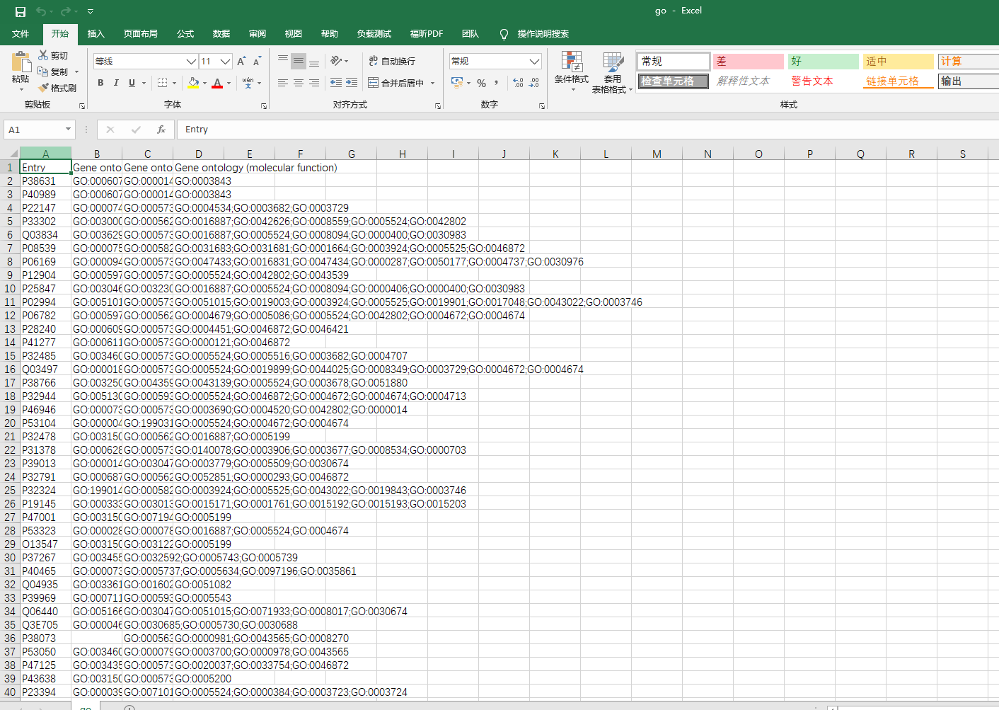 go - Excel
文件 开始 插入 页面布局 公式 数据 审阅 视图 帮助 负载测试 福昕PDF 团队 操作说明搜索
剪切
复制
格式刷
粘贴
剪贴板
等线 11
B I U wén 文
字体
ab 自动换行
合并后居中
对齐方式
常规
% , .00 .0
数字
条件格式
套用
表格格式
常规 差 好 适中 计算
检查单元格 解释性文本 警告文本 链接单元格 输出
样式
A1 fx Entry
A B C D E F G H I J K L M N O P Q R S
1 Entry Gene onto Gene onto Gene ontology (molecular function)
2 P38631 GO:000607 GO:000014 GO:0003843
3 P40989 GO:000607 GO:000014 GO:0003843
4 P22147 GO:000074 GO:000573 GO:0004534;GO:0003682;GO:0003729
5 P33302 GO:003000 GO:000562 GO:0016887;GO:0042626;GO:0008559;GO:0005524;GO:0042802
6 Q03834 GO:003629 GO:000573 GO:0016887;GO:0005524;GO:0008094;GO:0000400;GO:0030983
7 P08539 GO:000075 GO:000582 GO:0031683;GO:0031681;GO:0001664;GO:0003924;GO:0005525;GO:0046872
8 P06169 GO:000094 GO:000573 GO:0047433;GO:0016831;GO:0047434;GO:0000287;GO:0050177;GO:0004737;GO:0030976
9 P12904 GO:000597 GO:000573 GO:0005524;GO:0042802;GO:0043539
10 P25847 GO:003046 GO:003230 GO:0016887;GO:0005524;GO:0008094;GO:0000406;GO:0000400;GO:0030983
11 P02994 GO:005101 GO:000573 GO:0051015;GO:0019003;GO:0003924;GO:0005525;GO:0019901;GO:0017048;GO:0043022;GO:0003746
12 P06782 GO:000597 GO:000562 GO:0004679;GO:0005086;GO:0005524;GO:0042802;GO:0004672;GO:0004674
13 P28240 GO:000609 GO:000573 GO:0004451;GO:0046872;GO:0046421
14 P41277 GO:000611 GO:000573 GO:0000121;GO:0046872
15 P32485 GO:003460 GO:000573 GO:0005524;GO:0005516;GO:0003682;GO:0004707
16 Q03497 GO:000018 GO:000573 GO:0005524;GO:0019899;GO:0044025;GO:0008349;GO:0003729;GO:0004672;GO:0004674
17 P38766 GO:003250 GO:004359 GO:0043139;GO:0005524;GO:0003678;GO:0051880
18 P32944 GO:005130 GO:000593 GO:0005524;GO:0046872;GO:0004672;GO:0004674;GO:0004713
19 P46946 GO:000073 GO:000573 GO:0003690;GO:0004520;GO:0042802;GO:0000014
20 P53104 GO:000004 GO:199031 GO:0005524;GO:0004672;GO:0004674
21 P32478 GO:003150 GO:000562 GO:0016887;GO:0005199
22 P31378 GO:000628 GO:000573 GO:0140078;GO:0003906;GO:0003677;GO:0008534;GO:0000703
23 P39013 GO:000014 GO:003047 GO:0003779;GO:0005509;GO:0030674
24 P32791 GO:000687 GO:000562 GO:0052851;GO:0000293;GO:0046872
25 P32324 GO:199014 GO:000582 GO:0003924;GO:0005525;GO:0043022;GO:0019843;GO:0003746
26 P19145 GO:000333 GO:003013 GO:0015171;GO:0001761;GO:0015192;GO:0015193;GO:0015203
27 P47001 GO:003150 GO:007194 GO:0005199
28 P53323 GO:000028 GO:000078 GO:0016887;GO:0005524;GO:0004674
29 O13547 GO:003150 GO:003122 GO:0005199
30 P37267 GO:003455 GO:0032592;GO:0005743;GO:0005739
31 P40465 GO:000073 GO:0005737;GO:0005634;GO:0097196;GO:0035861
32 Q04935 GO:003361 GO:001602 GO:0051082
33 P39969 GO:000711 GO:000593 GO:0005543
34 Q06440 GO:005166 GO:003047 GO:0051015;GO:0071933;GO:0008017;GO:0030674
35 Q3E705 GO:000046 GO:0030685;GO:0005730;GO:0030688
36 P38073 GO:000563 GO:0000981;GO:0043565;GO:0008270
37 P53050 GO:003460 GO:000079 GO:0003700;GO:0000978;GO:0043565
38 P47125 GO:003435 GO:000573 GO:0020037;GO:0033754;GO:0046872
39 P43638 GO:003150 GO:000573 GO:0005200
40 P23394 GO:000039 GO:007101 GO:0005524;GO:0000384;GO:0003723;GO:0003724
go